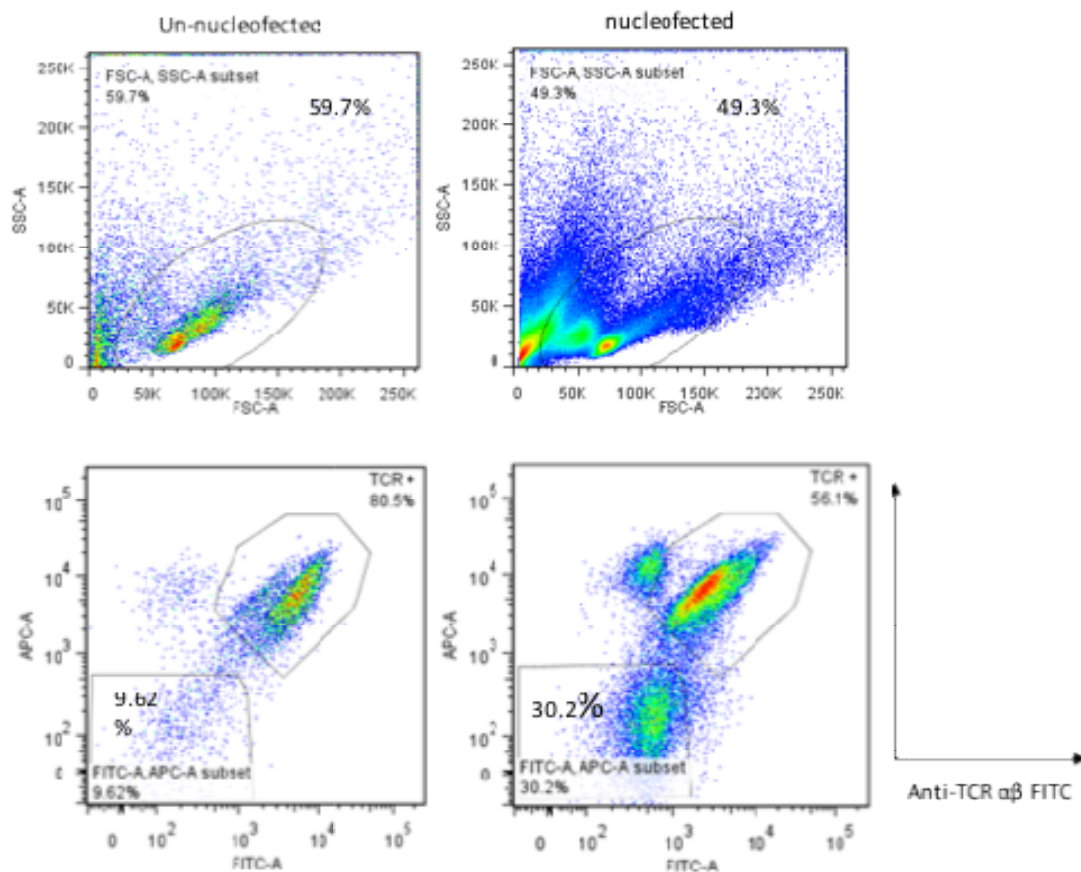 Un-nucleofected
nucleofected
250K
200K
150K
100K
50K
0
SSC-A
FSC-A, SSC-A subset
59.7%
59.7%
0 50K 100K 150K 200K 250K
FSC-A
250K
200K
150K
100K
50K
0
SSC-A
FSC-A, SSC-A subset
49.3%
49.3%
0 50K 100K 150K 200K 250K
FSC-A
10^5
10^4
10^3
10^2
0
APC-A
TCR +
80.5%
9.62
%
FITC-A, APC-A subset
9.62%
0 10^2 10^3 10^4 10^5
FITC-A
10^5
10^4
10^3
10^2
0
APC-A
TCR +
56.1%
30.2%
FITC-A, APC-A subset
30.2%
0 10^2 10^3 10^4 10^5
FITC-A
Anti-TCR αβ FITC